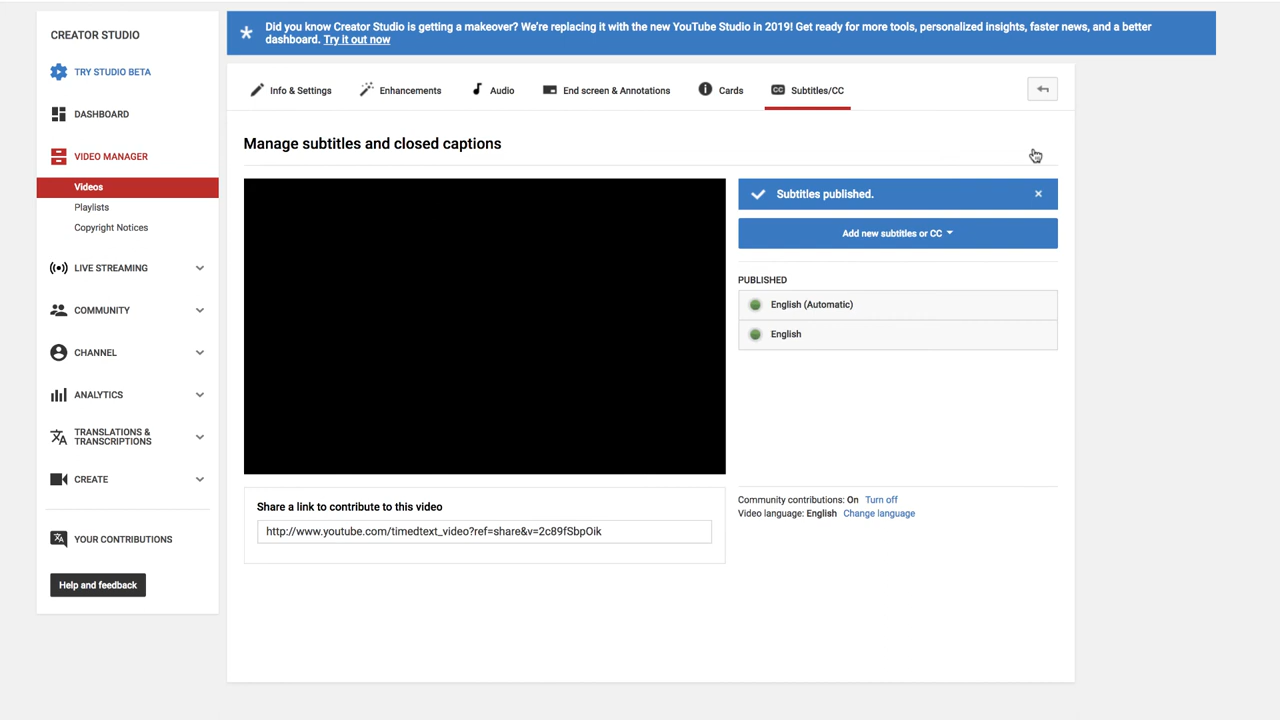 CREATOR STUDIO
Did you know Creator Studio is getting a makeover? We're replacing it with the new YouTube Studio in 2019! Get ready for more tools, personalized insights, faster news, and a better
dashboard. Try it out now
TRY STUDIO BETA
DASHBOARD
VIDEO MANAGER
Videos
Playlists
Copyright Notices
LIVE STREAMING
COMMUNITY
CHANNEL
ANALYTICS
TRANSLATIONS &
TRANSCRIPTIONS
CREATE
YOUR CONTRIBUTIONS
Help and feedback
Info & Settings
Enhancements
Audio
End screen & Annotations
Cards
CC Subtitles/CC
Manage subtitles and closed captions
Subtitles published.
Add new subtitles or CC
PUBLISHED
English (Automatic)
English
Share a link to contribute to this video
http://www.youtube.com/timedtext_video?ref=share&v=2c89fSbpOik
Community contributions: On Turn off
Video language: English Change language